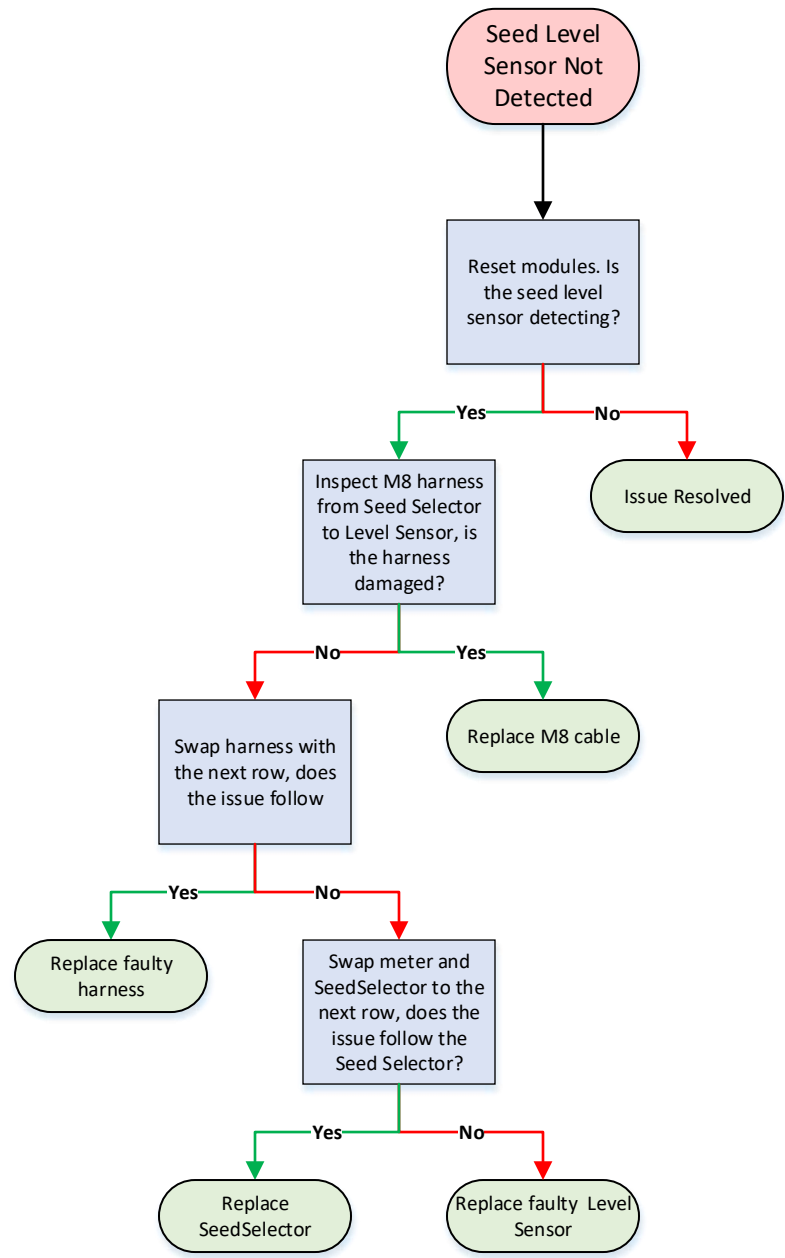 Seed Level
Sensor Not
Detected
Reset modules. Is
the seed level
sensor detecting?
Yes
No
Inspect M8 harness
from Seed Selector
to Level Sensor, is
the harness
damaged?
Issue Resolved
No
Yes
Swap harness with
the next row, does
the issue follow
Replace M8 cable
Yes
No
Replace faulty
harness
Swap meter and
SeedSelector to the
next row, does the
issue follow the
Seed Selector?
Yes
No
Replace
SeedSelector
Replace faulty  Level
Sensor